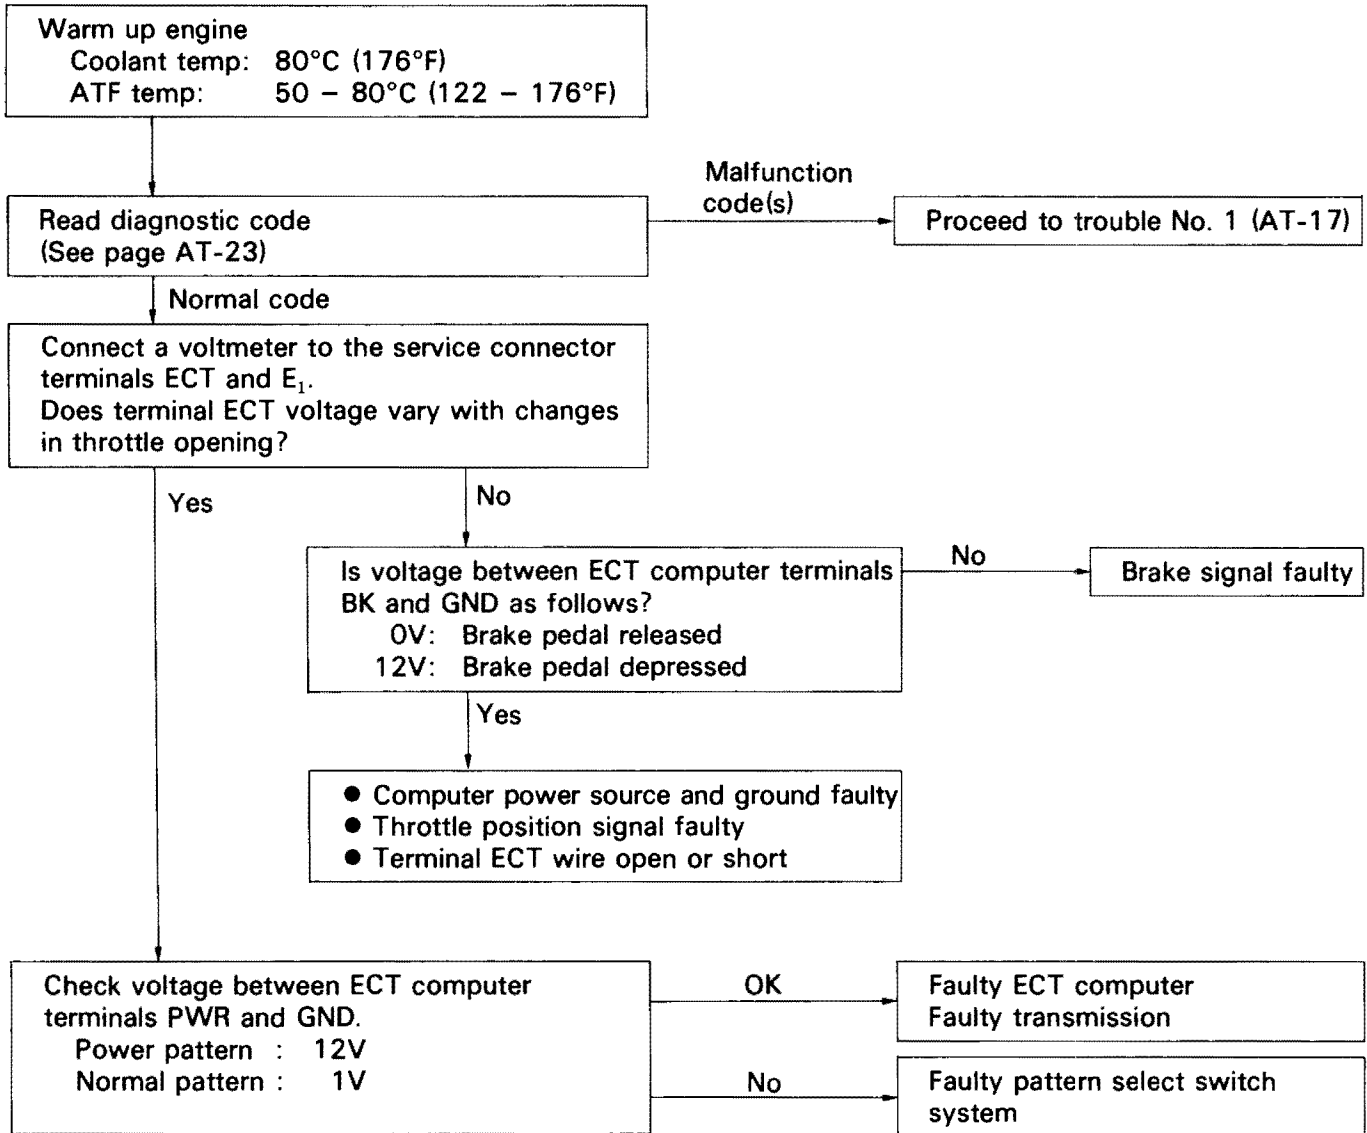 Warm up engine
Coolant temp: 80°C (176°F)
ATF temp: 50 – 80°C (122 – 176°F)
Malfunction
code(s)
Read diagnostic code
(See page AT-23)
Proceed to trouble No. 1 (AT-17)
Normal code
Connect a voltmeter to the service connector
terminals ECT and E₁.
Does terminal ECT voltage vary with changes
in throttle opening?
Yes
No
Is voltage between ECT computer terminals
BK and GND as follows?
0V: Brake pedal released
12V: Brake pedal depressed
No
Brake signal faulty
Yes
● Computer power source and ground faulty
● Throttle position signal faulty
● Terminal ECT wire open or short
Check voltage between ECT computer
terminals PWR and GND.
Power pattern : 12V
Normal pattern : 1V
OK
Faulty ECT computer
Faulty transmission
No
Faulty pattern select switch
system